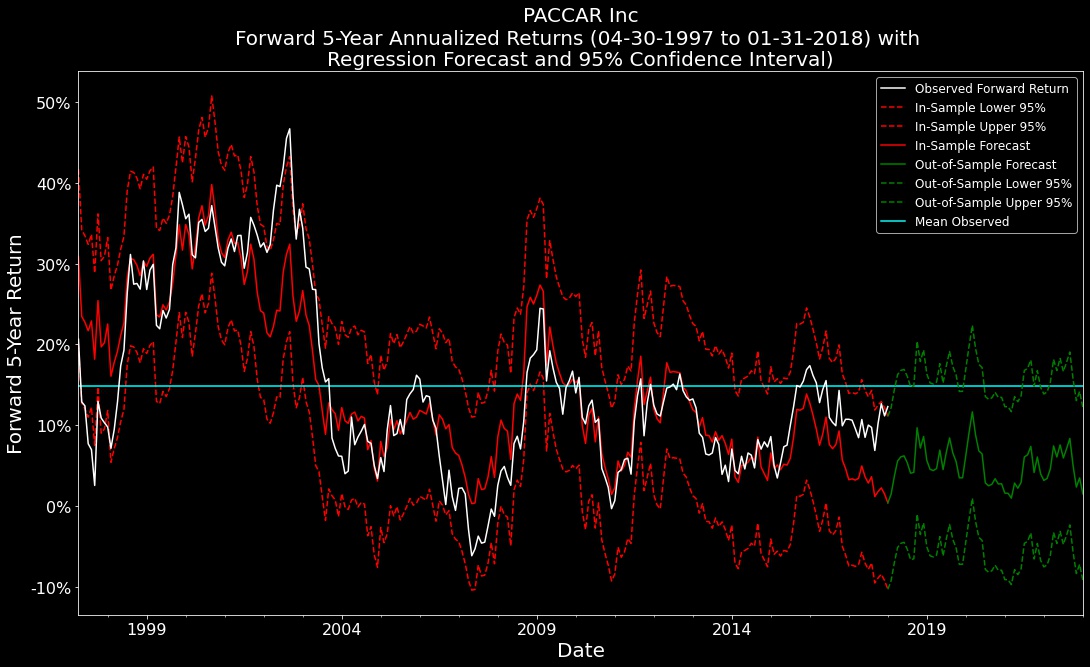 PACCAR Inc
Forward 5-Year Annualized Returns (04-30-1997 to 01-31-2018) with
Regression Forecast and 95% Confidence Interval)
Observed Forward Return
In-Sample Lower 95%
In-Sample Upper 95%
In-Sample Forecast
Out-of-Sample Forecast
Out-of-Sample Lower 95%
Out-of-Sample Upper 95%
Mean Observed
Forward 5-Year Return
50%
40%
30%
20%
10%
0%
-10%
1999
2004
2009
2014
2019
Date